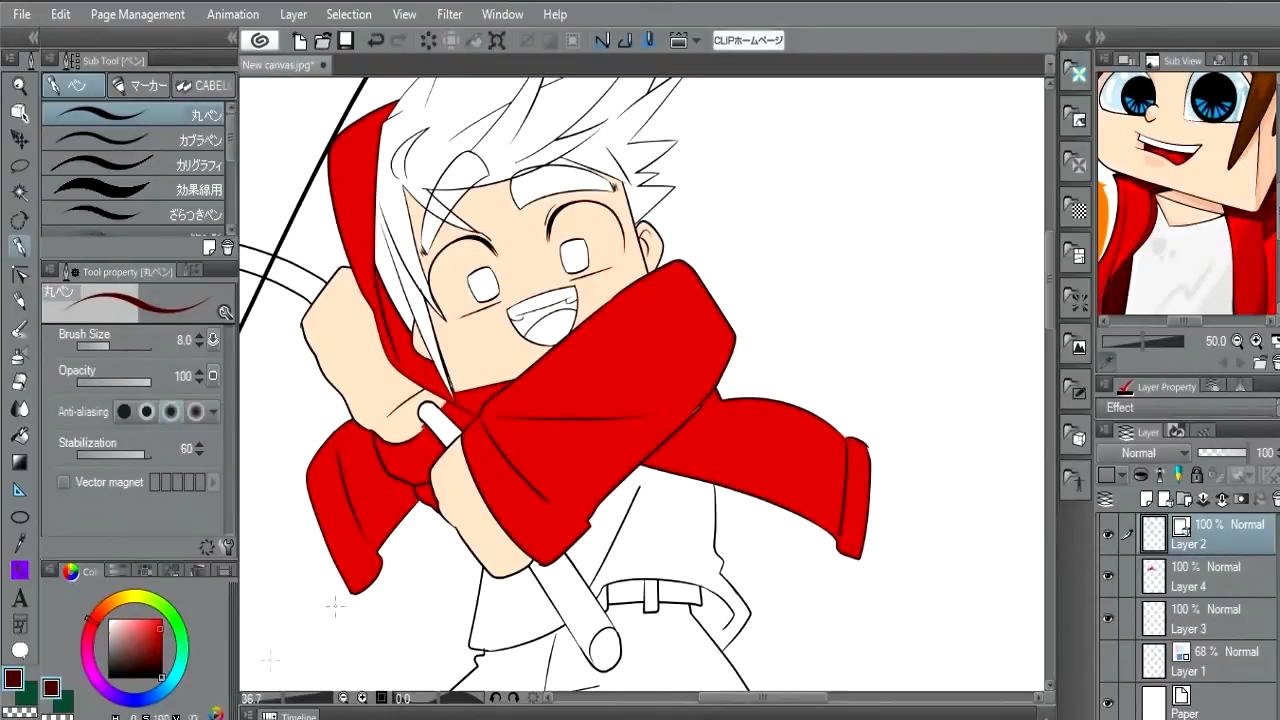 File Edit Page Management Animation Layer Selection View Filter Window Help
CLIPホームページ
New canvas.jpg*
Sub Tool [ペン]
ペン マーカー
丸ペン
カブラペン
カリグラフィ
効果線用
ざらつきペン
Tool property [丸ペン]
丸ペン
Brush Size 8.0
Opacity 100
Anti-aliasing
Stabilization 60
Vector magnet
Col
36.7
0.0
Timeline
Sub View
50.0
Layer Property
Effect
Layer
Normal 100
100 % Normal
Layer 2
100 % Normal
Layer 4
100 % Normal
Layer 3
68 % Normal
Layer 1
Paper